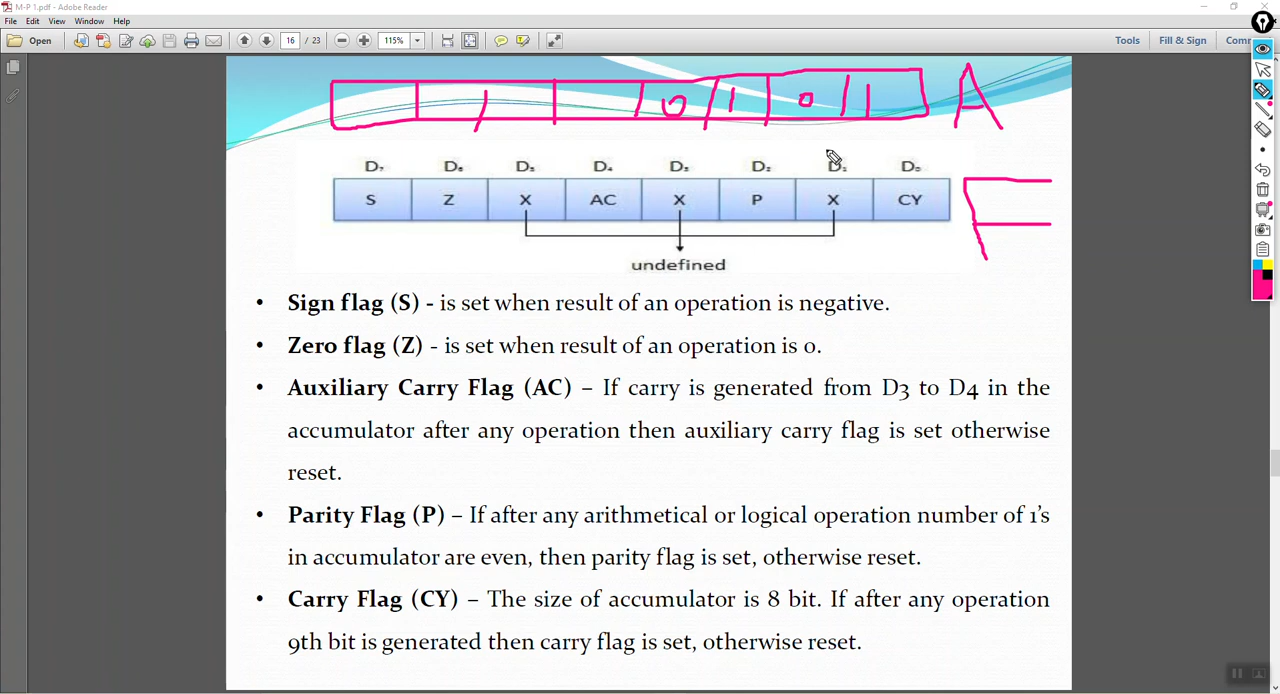 M-P 1.pdf - Adobe Reader
File Edit View Window Help
Open 16 / 23 115% Tools Fill & Sign Comm
0 1 0 1 A
D7 D6 D5 D4 D3 D2 D1 D0
S Z X AC X P X CY F
undefined
• Sign flag (S) - is set when result of an operation is negative.
• Zero flag (Z) - is set when result of an operation is 0.
• Auxiliary Carry Flag (AC) – If carry is generated from D3 to D4 in the
accumulator after any operation then auxiliary carry flag is set otherwise
reset.
• Parity Flag (P) – If after any arithmetical or logical operation number of 1's
in accumulator are even, then parity flag is set, otherwise reset.
• Carry Flag (CY) – The size of accumulator is 8 bit. If after any operation
9th bit is generated then carry flag is set, otherwise reset.